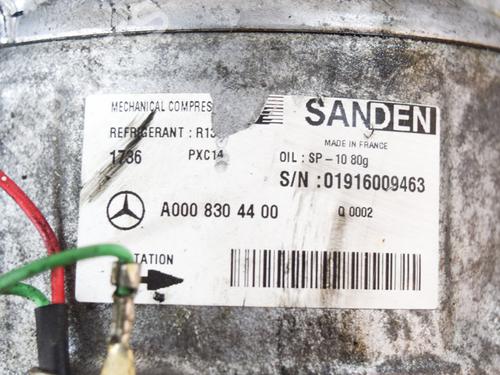 MECHANICAL COMPRES
SANDEN
REFRIGERANT : R13
MADE IN FRANCE
1736 PXC14
OIL : SP-10 80g
S/N : 01916009463
A000 830 44 00
Q 0002
TATION